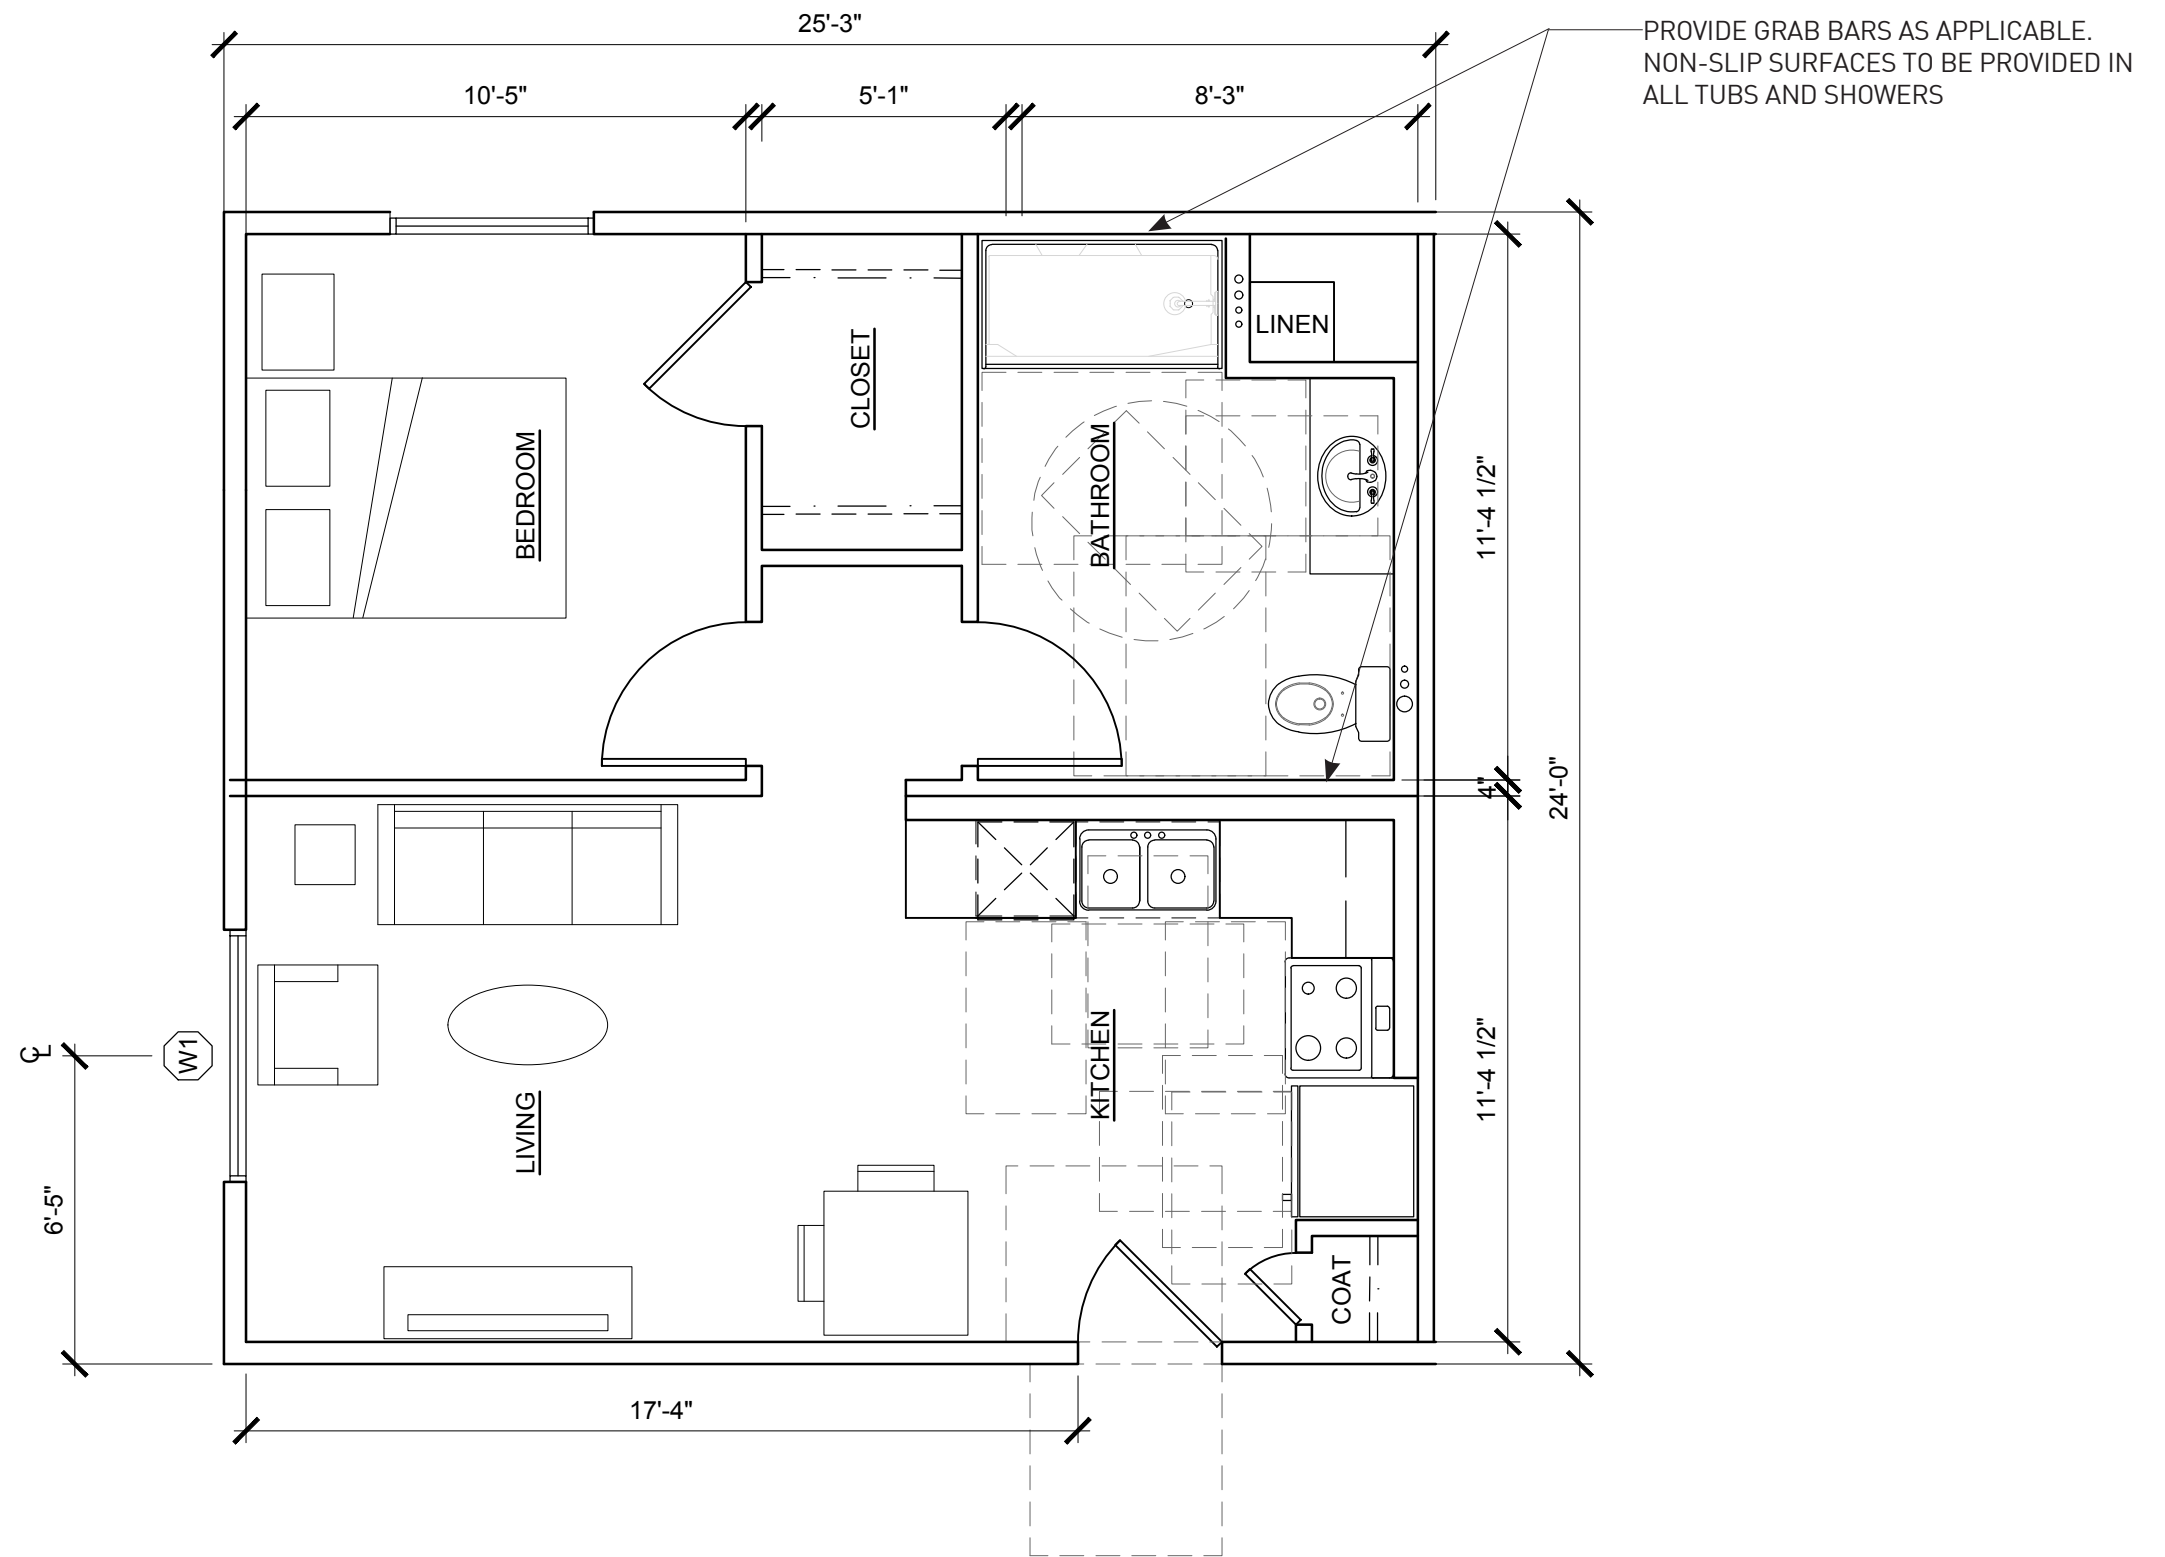 25'-3"
PROVIDE GRAB BARS AS APPLICABLE.
NON-SLIP SURFACES TO BE PROVIDED IN
ALL TUBS AND SHOWERS
10'-5"
5'-1"
8'-3"
LINEN
CLOSET
BEDROOM
BATHROOM
11'-4 1/2"
4"
24'-0"
W1
CL
LIVING
KITCHEN
11'-4 1/2"
6'-5"
COAT
17'-4"